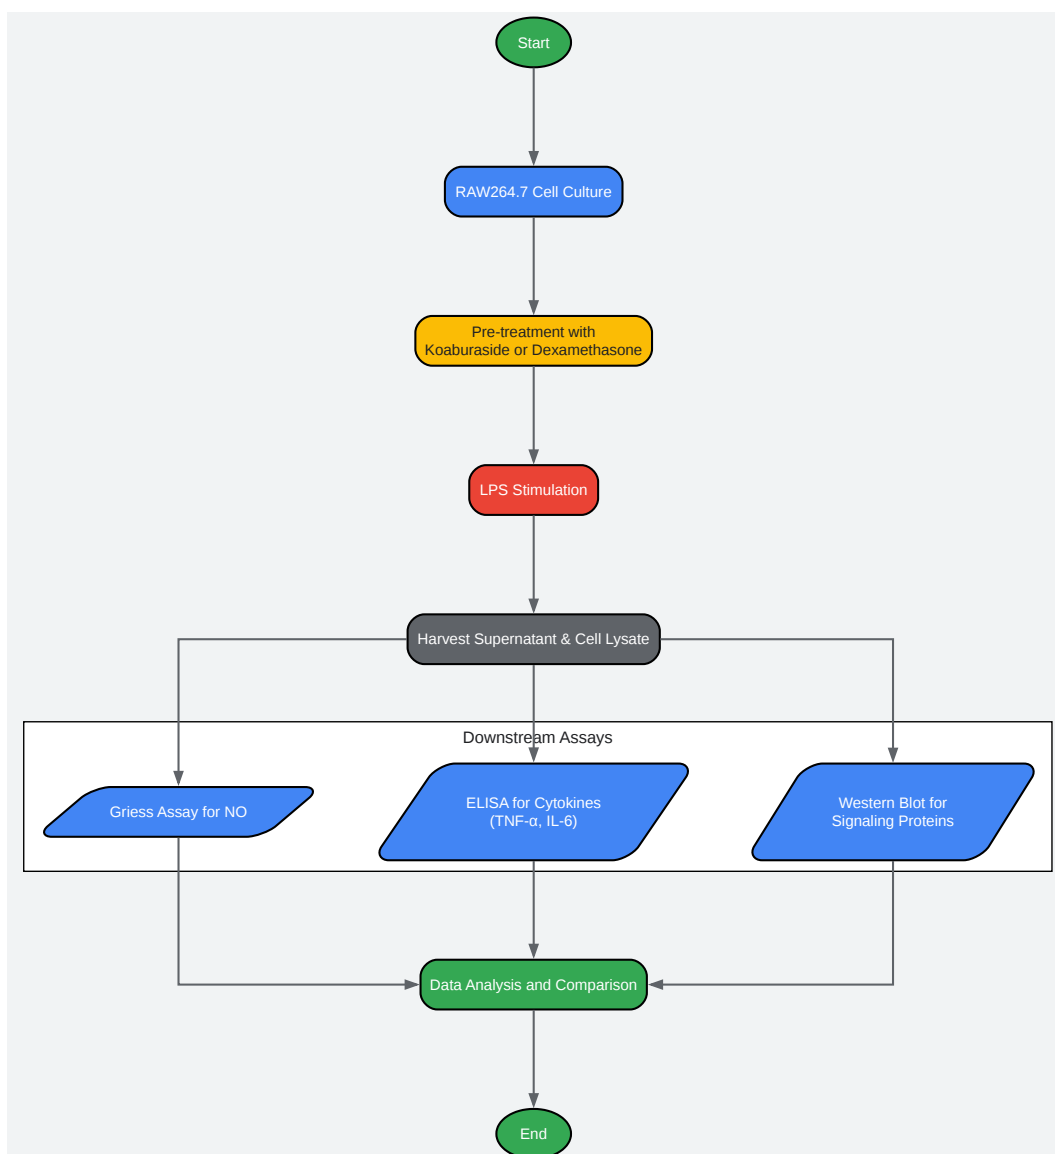 Start
RAW264.7 Cell Culture
Pre-treatment with
Koaburaside or Dexamethasone
LPS Stimulation
Harvest Supernatant & Cell Lysate
Downstream Assays
Griess Assay for NO
ELISA for Cytokines
(TNF-α, IL-6)
Western Blot for
Signaling Proteins
Data Analysis and Comparison
End